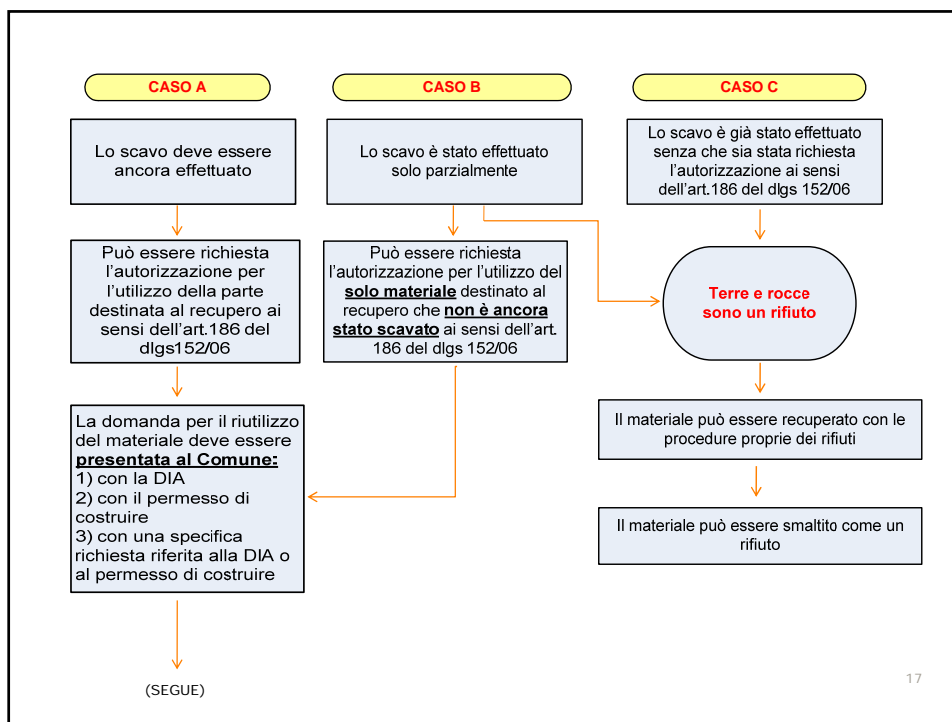 CASO A
Lo scavo deve essere
ancora effettuato
Può essere richiesta
l'autorizzazione per
l'utilizzo della parte
destinata al recupero ai
sensi dell'art.186 del
dlgs152/06
La domanda per il riutilizzo
del materiale deve essere
presentata al Comune:
1) con la DIA
2) con il permesso di
costruire
3) con una specifica
richiesta riferita alla DIA o
al permesso di costruire
(SEGUE)
CASO B
Lo scavo è stato effettuato
solo parzialmente
Può essere richiesta
l'autorizzazione per l'utilizzo del
solo materiale destinato al
recupero che non è ancora
stato scavato ai sensi dell'art.
186 del dlgs 152/06
CASO C
Lo scavo è già stato effettuato
senza che sia stata richiesta
l'autorizzazione ai sensi
dell'art.186 del dlgs 152/06
Terre e rocce
sono un rifiuto
Il materiale può essere recuperato con le
procedure proprie dei rifiuti
Il materiale può essere smaltito come un
rifiuto
17